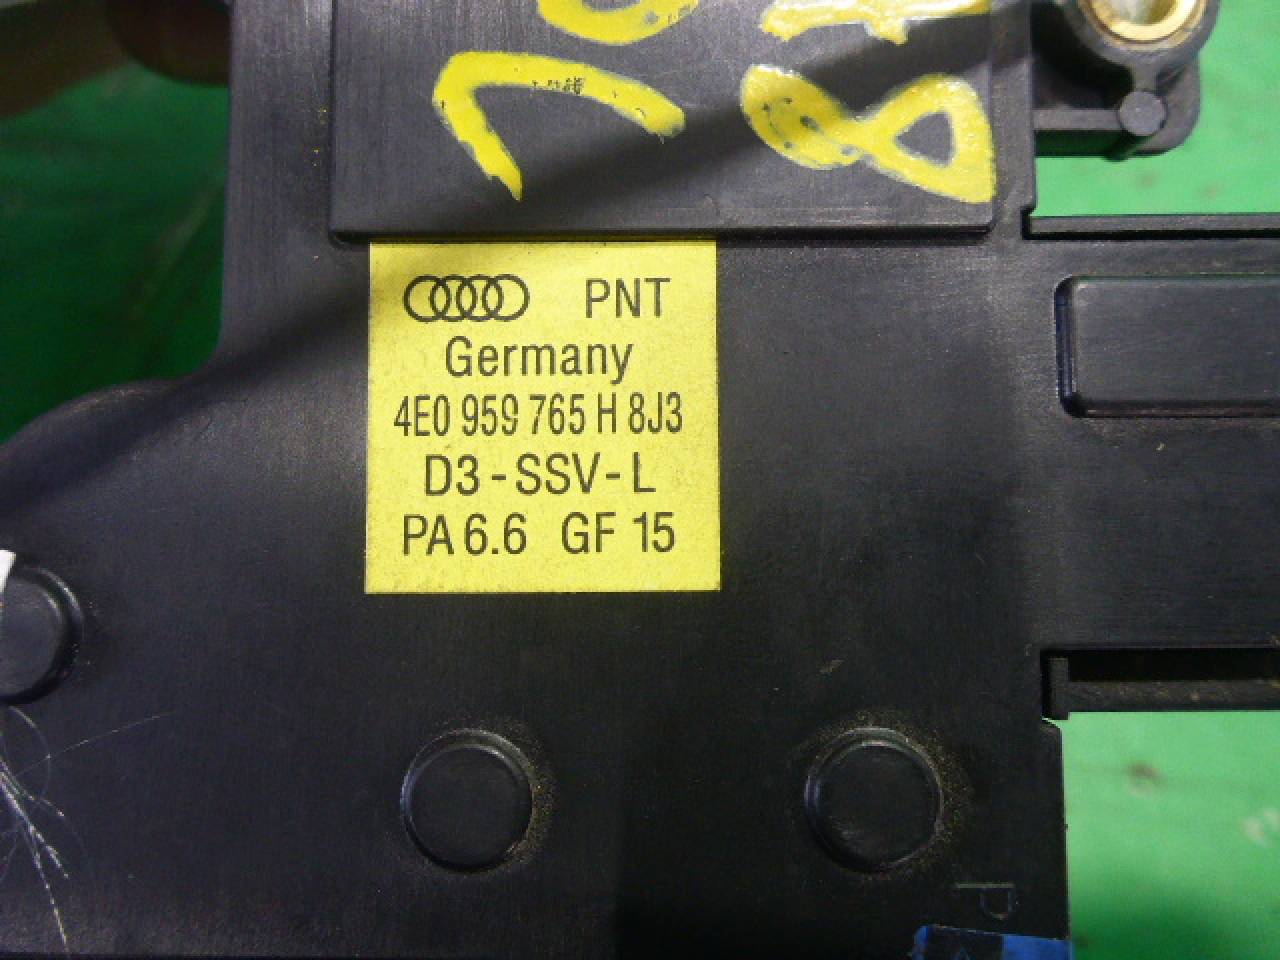 PNT
Germany
4E0 959 765 H 8J3
D3-SSV-L
PA 6.6 GF 15
P